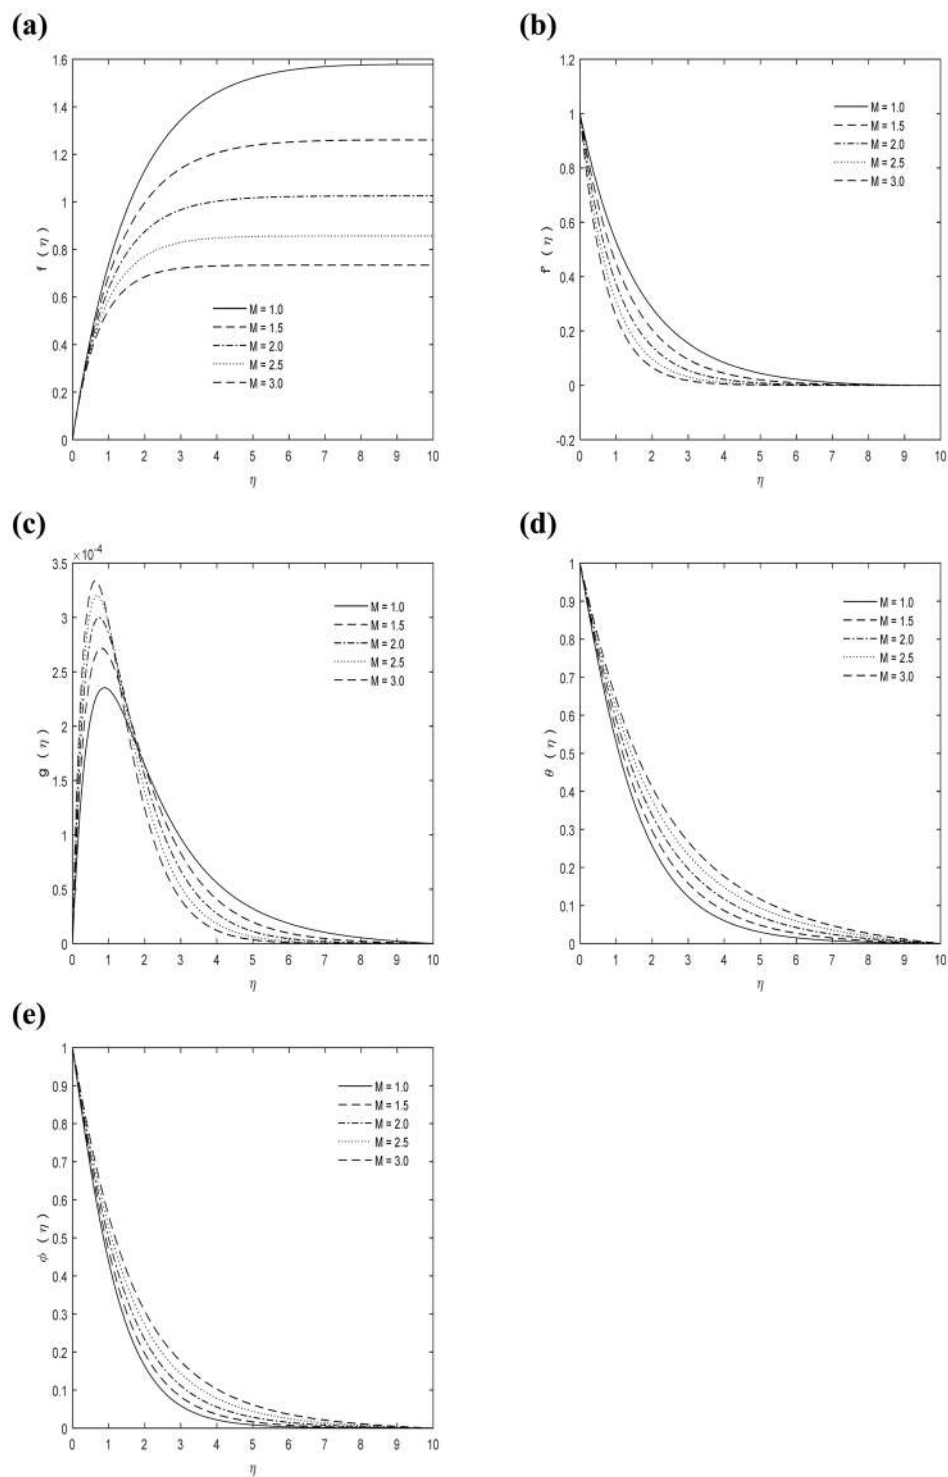 (a)
1.6
1.4
1.2
1
0.8
0.6
0.4
0.2
0
f ( η )
M = 1.0
M = 1.5
M = 2.0
M = 2.5
M = 3.0
0 1 2 3 4 5 6 7 8 9 10
η
(b)
1.2
1
0.8
0.6
0.4
0.2
0
-0.2
f' ( η )
M = 1.0
M = 1.5
M = 2.0
M = 2.5
M = 3.0
0 1 2 3 4 5 6 7 8 9 10
η
(c)
×10-4
3.5
3
2.5
2
1.5
1
0.5
0
g ( η )
M = 1.0
M = 1.5
M = 2.0
M = 2.5
M = 3.0
0 1 2 3 4 5 6 7 8 9 10
η
(d)
1
0.9
0.8
0.7
0.6
0.5
0.4
0.3
0.2
0.1
0
θ ( η )
M = 1.0
M = 1.5
M = 2.0
M = 2.5
M = 3.0
0 1 2 3 4 5 6 7 8 9 10
η
(e)
1
0.9
0.8
0.7
0.6
0.5
0.4
0.3
0.2
0.1
0
ϕ ( η )
M = 1.0
M = 1.5
M = 2.0
M = 2.5
M = 3.0
0 1 2 3 4 5 6 7 8 9 10
η